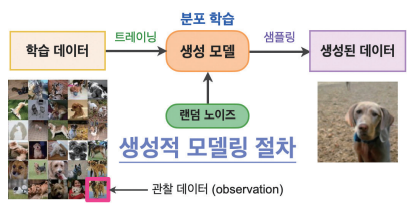 분포 학습
학습 데이터
트레이닝
생성 모델
샘플링
생성된 데이터
랜덤 노이즈
생성적 모델링 절차
관찰 데이터 (observation)